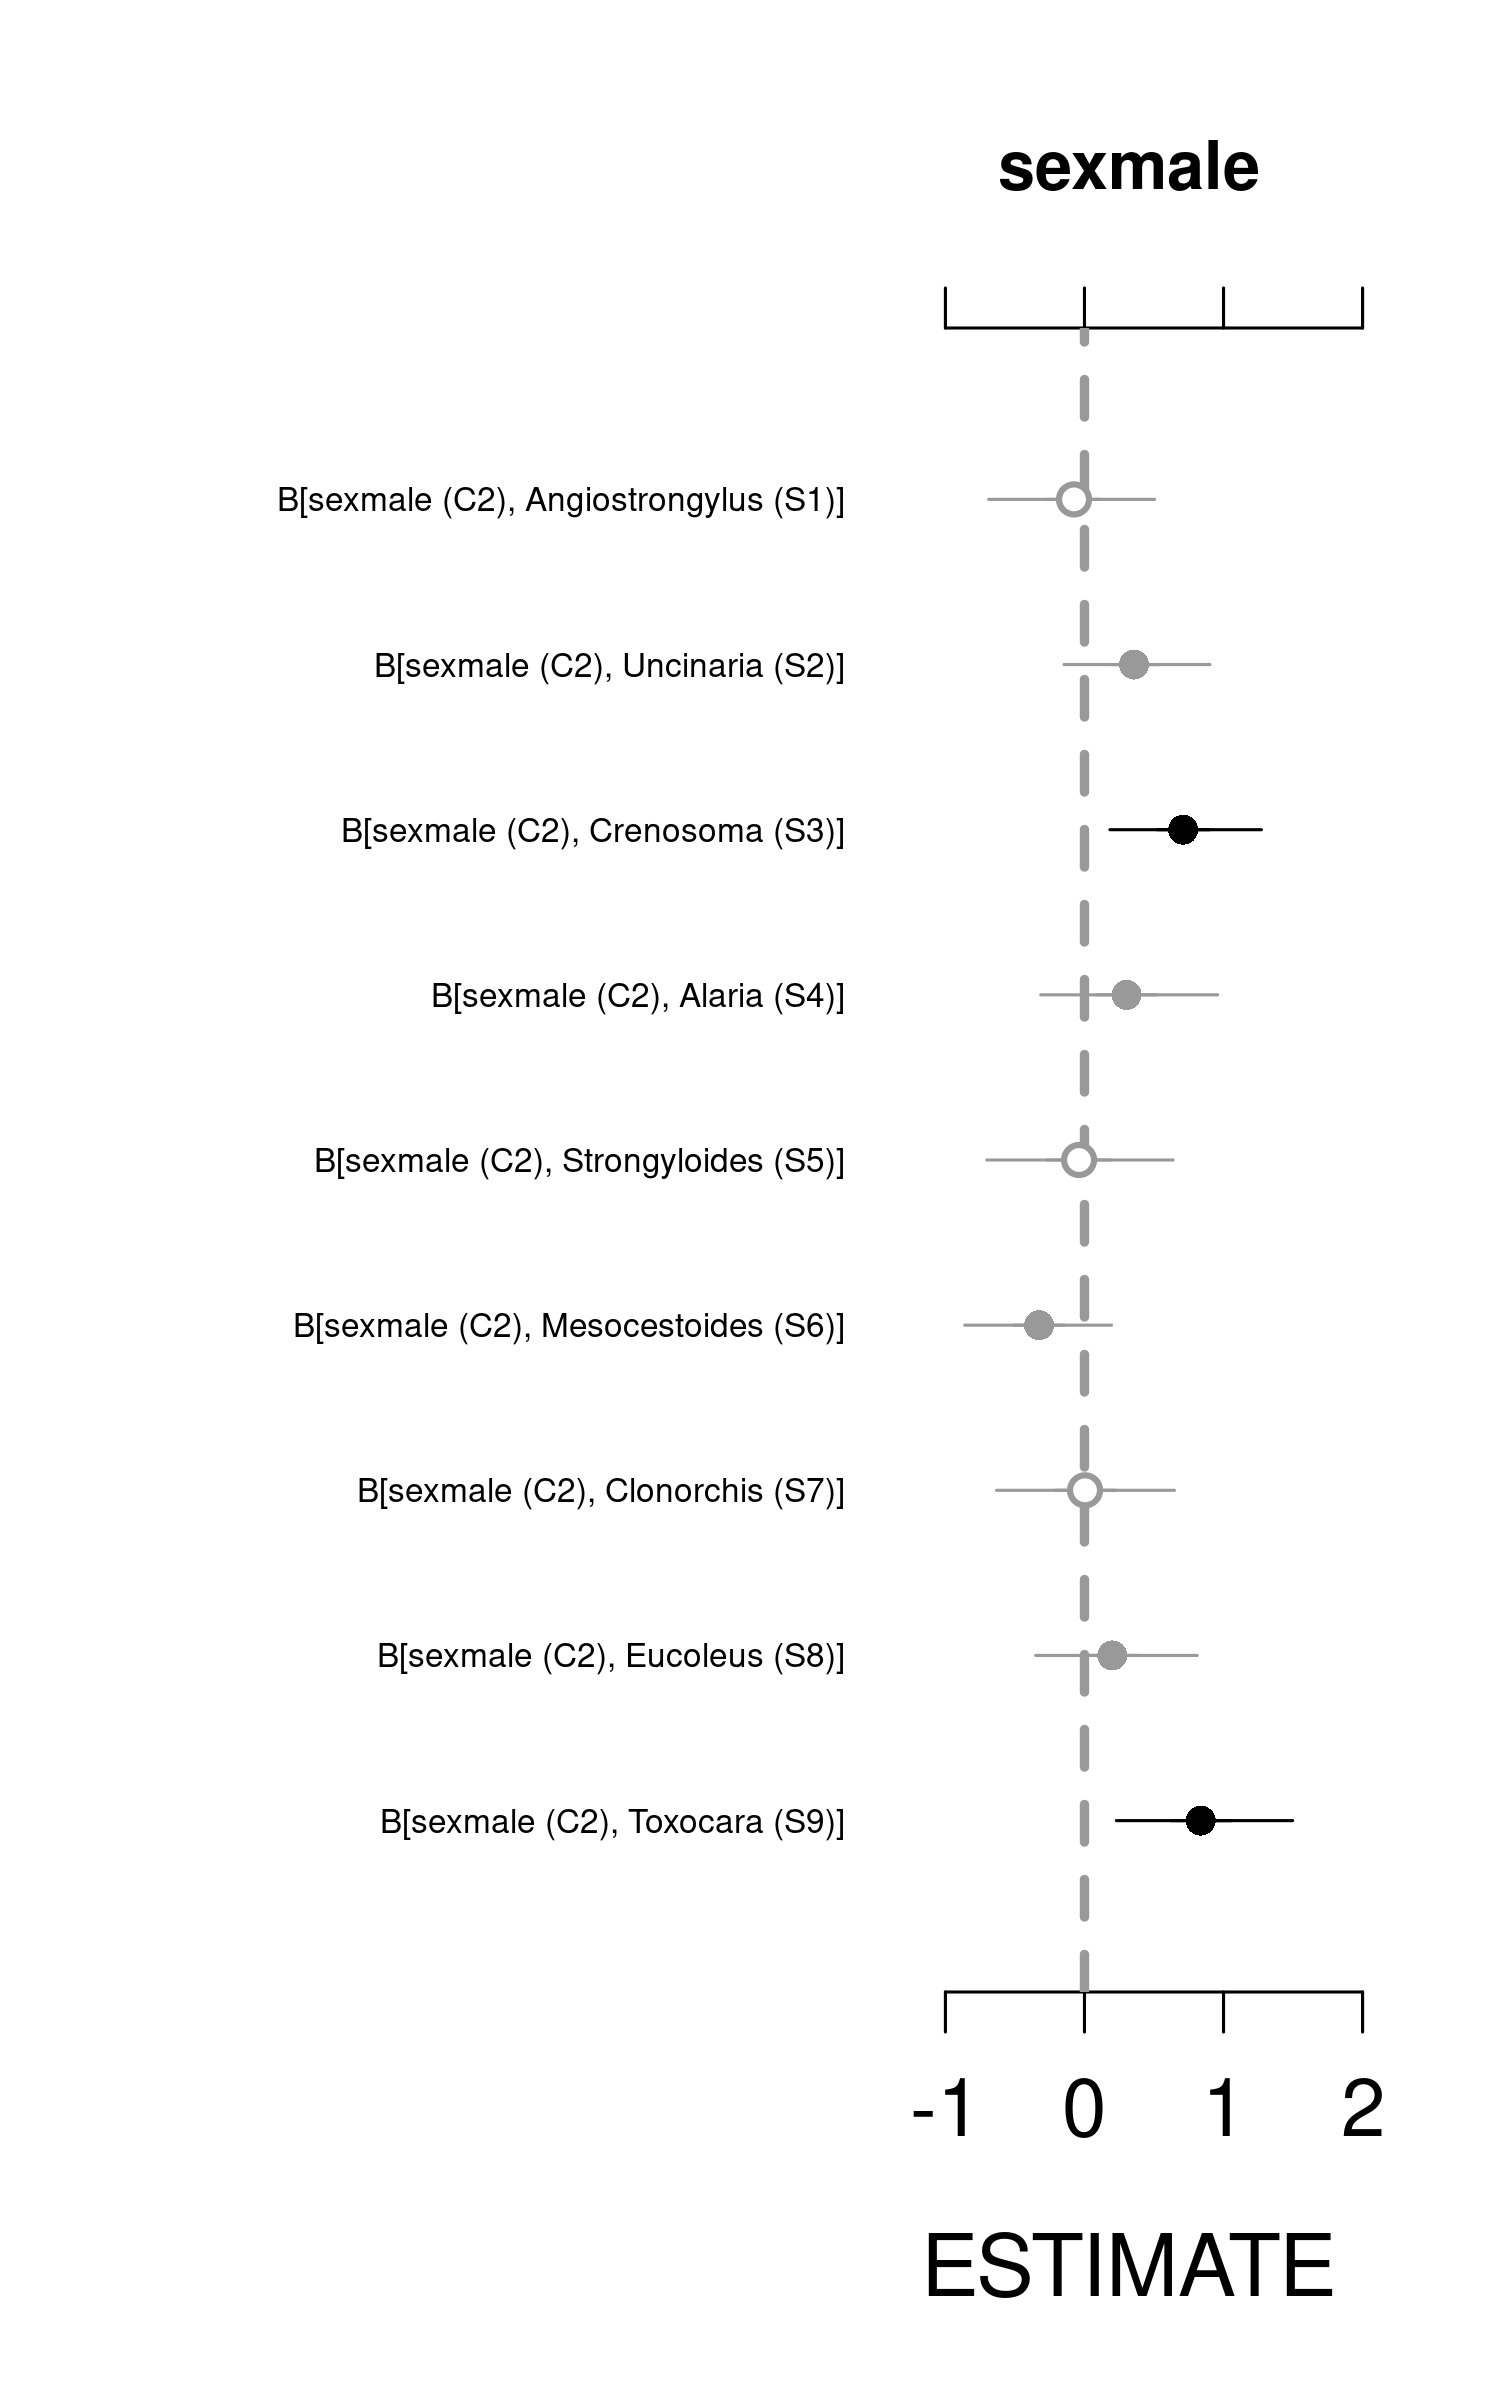 sexmale
B[sexmale (C2), Angiostrongylus (S1)]
B[sexmale (C2), Uncinaria (S2)]
B[sexmale (C2), Crenosoma (S3)]
B[sexmale (C2), Alaria (S4)]
B[sexmale (C2), Strongyloides (S5)]
B[sexmale (C2), Mesocestoides (S6)]
B[sexmale (C2), Clonorchis (S7)]
B[sexmale (C2), Eucoleus (S8)]
B[sexmale (C2), Toxocara (S9)]
-1 0 1 2
ESTIMATE